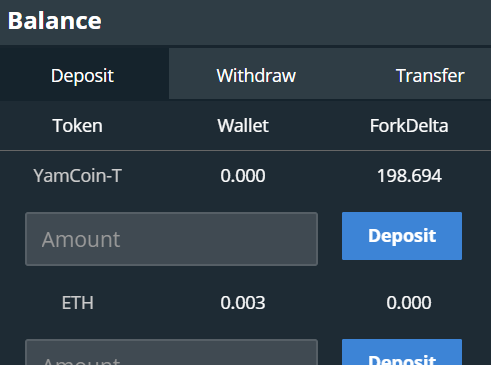 Balance
Deposit Withdraw Transfer
Token Wallet ForkDelta
YamCoin-T 0.000 198.694
Amount Deposit
ETH 0.003 0.000
Amount Deposit